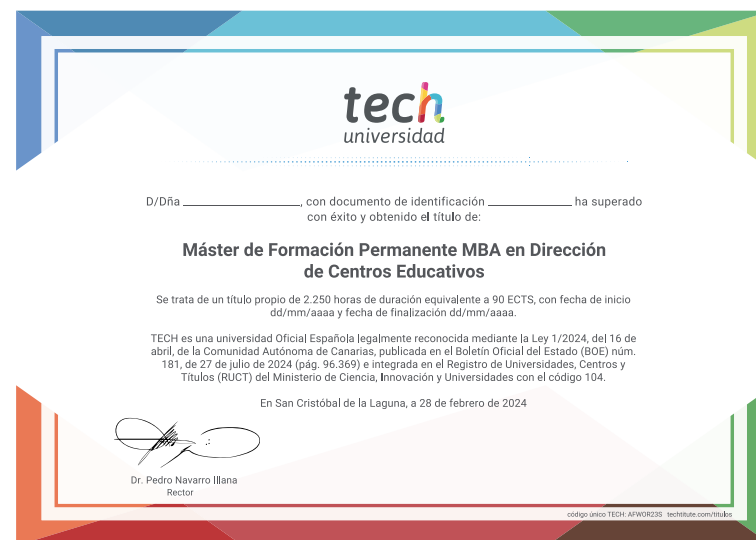 tech
universidad
D/Dña ____________________, con documento de identificación ______________ ha superado
con éxito y obtenido el título de:
Máster de Formación Permanente MBA en Dirección
de Centros Educativos
Se trata de un título propio de 2.250 horas de duración equivalente a 90 ECTS, con fecha de inicio
dd/mm/aaaa y fecha de finalización dd/mm/aaaa.
TECH es una universidad Oficial Española legalmente reconocida mediante la Ley 1/2024, del 16 de
abril, de la Comunidad Autónoma de Canarias, publicada en el Boletín Oficial del Estado (BOE) núm.
181, de 27 de julio de 2024 (pág. 96.369) e integrada en el Registro de Universidades, Centros y
Títulos (RUCT) del Ministerio de Ciencia, Innovación y Universidades con el código 104.
En San Cristóbal de la Laguna, a 28 de febrero de 2024
Dr. Pedro Navarro Illana
Rector
código único TECH: AFWOR23S techtitute.com/titulos